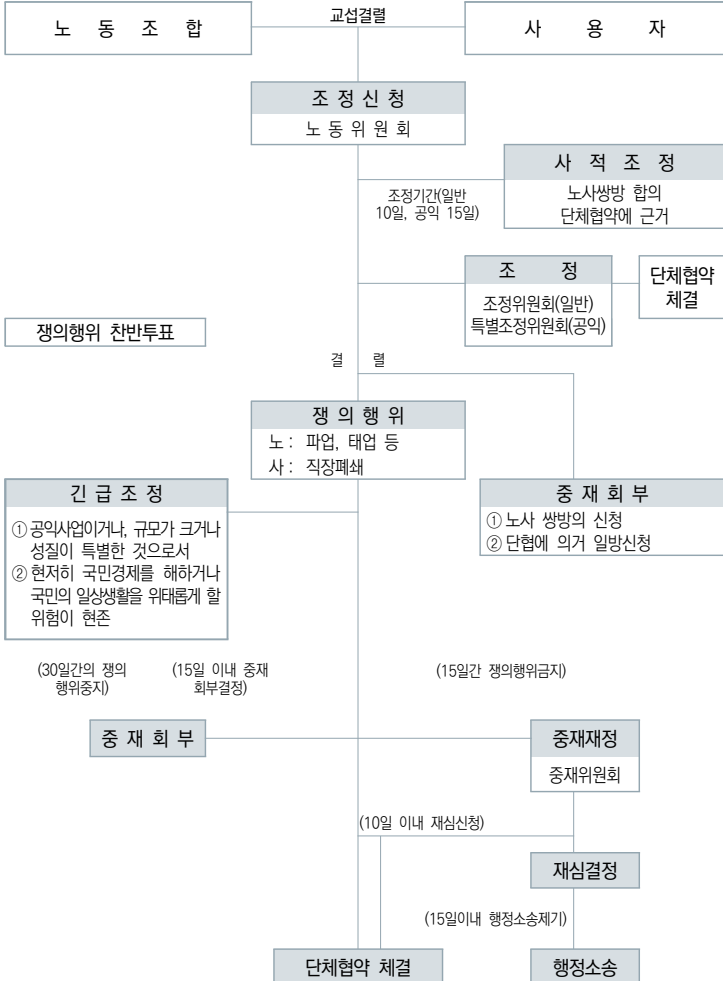 노 동 조 합
교섭결렬
사 용 자
조 정 신 청
노 동 위 원 회
사 적 조 정
노사쌍방 합의
단체협약에 근거
조정기간(일반
10일, 공익 15일)
조 정
조정위원회(일반)
특별조정위원회(공익)
단체협약
체결
쟁의행위 찬반투표
결 렬
쟁 의 행 위
노 : 파업, 태업 등
사 : 직장폐쇄
긴 급 조 정
① 공익사업이거나, 규모가 크거나
성질이 특별한 것으로서
② 현저히 국민경제를 해하거나
국민의 일상생활을 위태롭게 할
위험이 현존
중 재 회 부
① 노사 쌍방의 신청
② 단협에 의거 일방신청
(30일간의 쟁의
행위중지)
(15일 이내 중재
회부결정)
(15일간 쟁의행위금지)
중 재 회 부
중재재정
중재위원회
(10일 이내 재심신청)
재심결정
(15일이내 행정소송제기)
단체협약 체결
행정소송